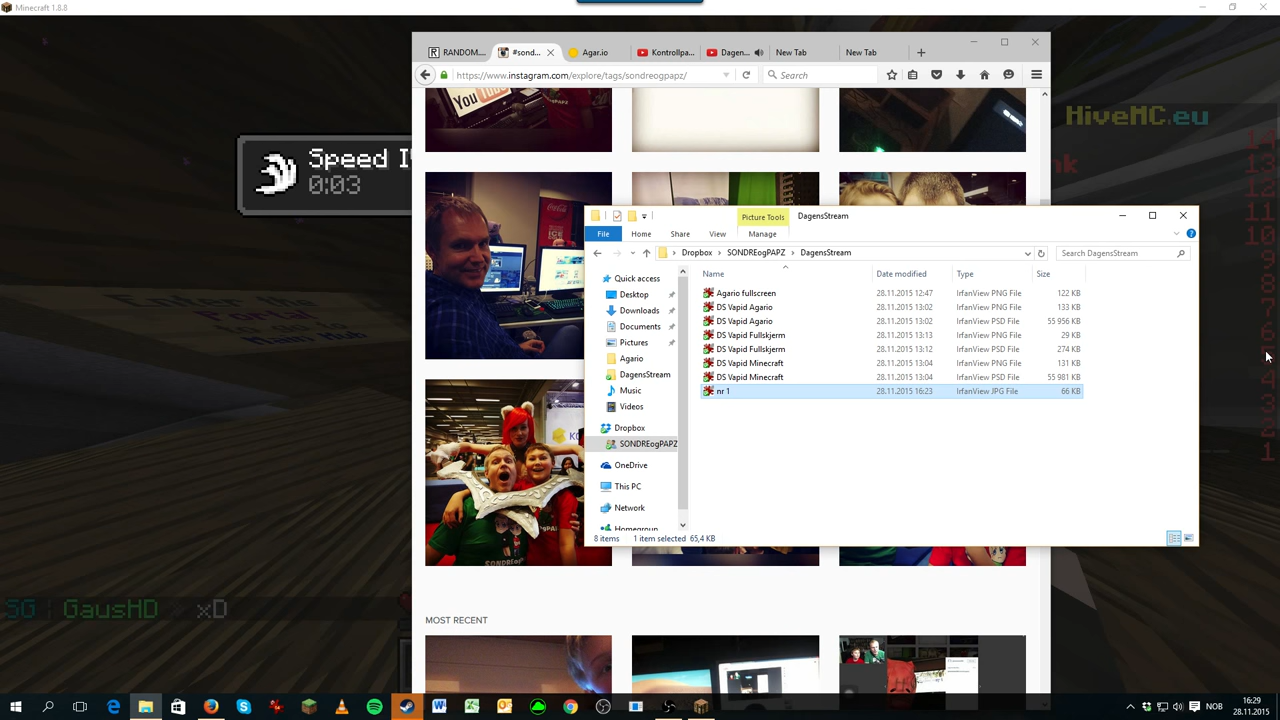 Minecraft 1.8.8
RANDOM....
#sond...
Agar.io
Kontrollpa...
Dagen...
New Tab
New Tab
https://www.instagram.com/explore/tags/sondreogpapz/
Search
You
HiveMC.eu
Speed I
0:03
14
13
11
10
Picture Tools
DagensStream
File
Home
Share
View
Manage
Dropbox
SONDREogPAPZ
DagensStream
Search DagensStream
Name
Date modified
Type
Size
Quick access
Desktop
Downloads
Documents
Pictures
Agario
DagensStream
Music
Videos
Dropbox
SONDREogPAPZ
OneDrive
This PC
Network
Homegroup
Agario fullscreen 28.11.2015 12:47 IrfanView PNG File 122 KB
DS Vapid Agario 28.11.2015 13:02 IrfanView PNG File 133 KB
DS Vapid Agario 28.11.2015 13:02 IrfanView PSD File 55 956 KB
DS Vapid Fullskjerm 28.11.2015 13:13 IrfanView PNG File 29 KB
DS Vapid Fullskjerm 28.11.2015 13:12 IrfanView PSD File 274 KB
DS Vapid Minecraft 28.11.2015 13:04 IrfanView PNG File 131 KB
DS Vapid Minecraft 28.11.2015 13:04 IrfanView PSD File 55 981 KB
nr 1 28.11.2015 16:23 IrfanView JPG File 66 KB
8 items 1 item selected 65,4 KB
SG GausHD » xD
MOST RECENT
NOB
16:29
28.11.2015